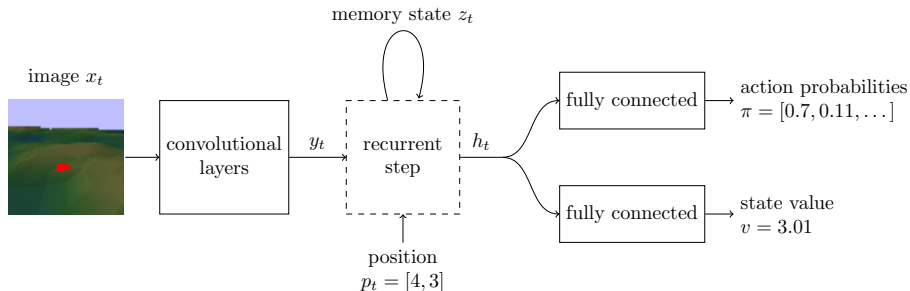 memory state z_t
image x_t
convolutional
layers
y_t
recurrent
step
h_t
position
p_t = [4, 3]
fully connected
action probabilities
π = [0.7, 0.11, . . . ]
fully connected
state value
v = 3.01